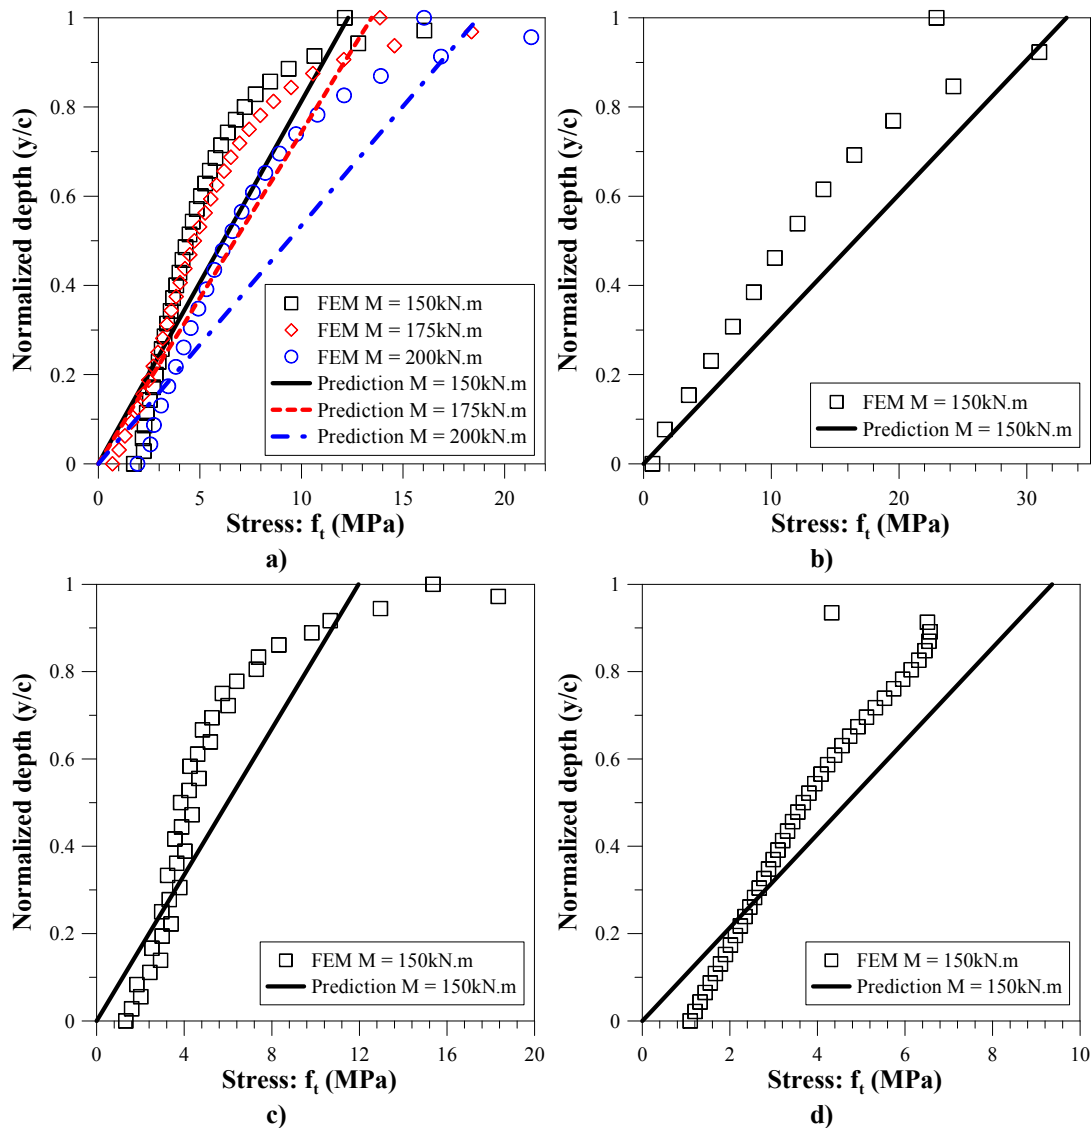 1
0.8
0.6
0.4
0.2
0
Normalized depth (y/c)
0 5 10 15 20
Stress: f_t (MPa)
FEM M = 150kN.m
FEM M = 175kN.m
FEM M = 200kN.m
Prediction M = 150kN.m
Prediction M = 175kN.m
Prediction M = 200kN.m
a)
1
0.8
0.6
0.4
0.2
0
Normalized depth (y/c)
0 10 20 30
Stress: f_t (MPa)
FEM M = 150kN.m
Prediction M = 150kN.m
b)
1
0.8
0.6
0.4
0.2
0
Normalized depth (y/c)
0 4 8 12 16 20
Stress: f_t (MPa)
FEM M = 150kN.m
Prediction M = 150kN.m
c)
1
0.8
0.6
0.4
0.2
0
Normalized depth (y/c)
0 2 4 6 8 10
Stress: f_t (MPa)
FEM M = 150kN.m
Prediction M = 150kN.m
d)